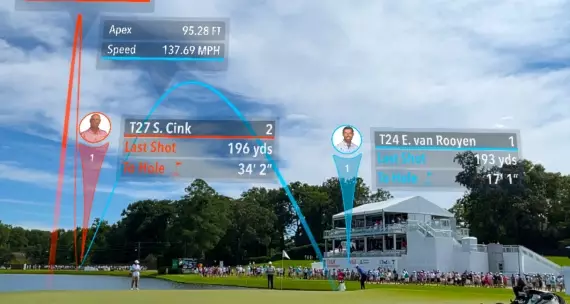 Apex 95.28 FT
Speed 137.69 MPH
T27 S. Cink 2
Last Shot 196 yds
To Hole 34' 2"
1
T24 E. van Rooyen 1
Last Shot 193 yds
To Hole 17' 1"
1